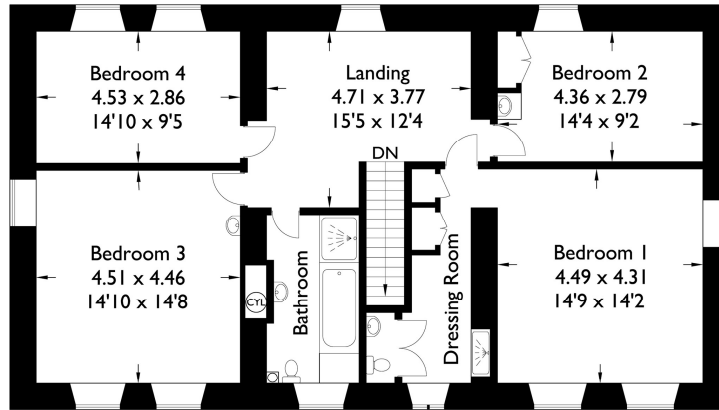 Bedroom 4
4.53 x 2.86
14'10 x 9'5
Landing
4.71 x 3.77
15'5 x 12'4
Bedroom 2
4.36 x 2.79
14'4 x 9'2
DN
Bedroom 3
4.51 x 4.46
14'10 x 14'8
CYL
Bathroom
Dressing Room
Bedroom 1
4.49 x 4.31
14'9 x 14'2